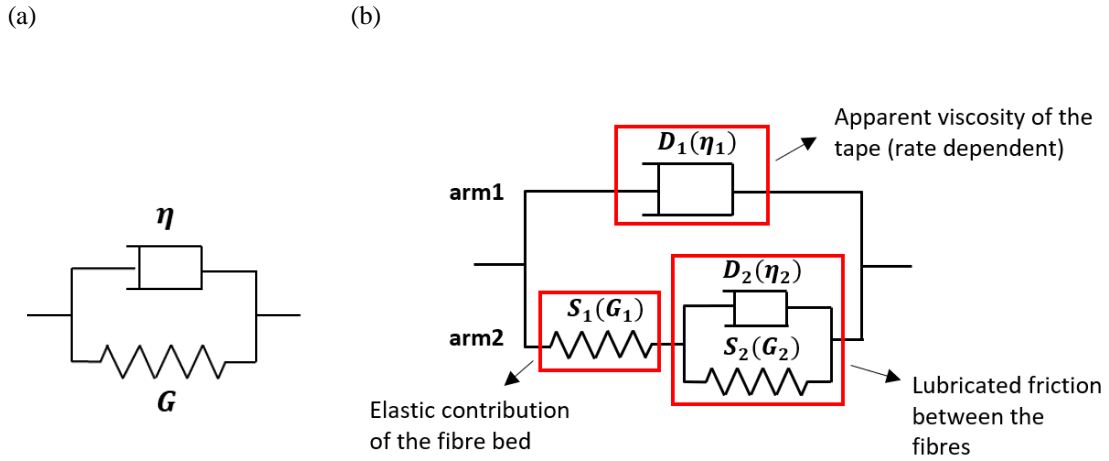 (a)
(b)
Apparent viscosity of the
tape (rate dependent)
D₁(η₁)
arm1
η
D₂(η₂)
S₁(G₁)
arm2
S₂(G₂)
G
Elastic contribution
of the fibre bed
Lubricated friction
between the
fibres